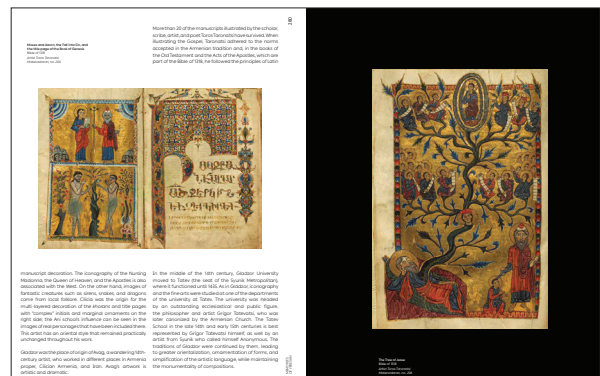 More than 20 of the manuscripts illustrated by the scholar,
scribe, artist, and poet Toros Taronatsi have survived. When
illustrating the Gospel, Taronatsi adhered to the norms
accepted in the Armenian tradition and, in the books of
the Old Testament and the Acts of the Apostles, which are
part of the Bible of 1318, he followed the principles of Latin
280
Moses and Aaron, the Fall into Sin, and
the title page of the Book of Genesis
Bible of 1318
Artist Toros Taronatsi
Matenadaran, ms. 206
manuscript decoration. The iconography of the Nursing
Madonna, the Queen of Heaven, and the Apostles is also
associated with the West. On the other hand, images of
fantastic creatures such as sirens, snakes, and dragons
come from local folklore. Cilicia was the origin for the
multi-layered decoration of the khorans and title pages
with "complex" initials and marginal ornaments on the
right side; the Ani school's influence can be seen in the
images of real personages that have been included there.
This artist has an oriental style that remained practically
unchanged throughout his work.
Gladzor was the place of origin of Avag, a wandering 14th-
century artist, who worked in different places in Armenia
proper, Cilician Armenia, and Iran. Avag's artwork is
artistic and dramatic.
In the middle of the 14th century, Gladzor University
moved to Tatev (the seat of the Syunik Metropolitan),
where it functioned until 1435. As in Gladzor, iconography
and the fine arts were studied at one of the departments
of the university at Tatev. The university was headed
by an outstanding ecclesiastical and public figure,
the philosopher and artist Grigor Tatevatsi, who was
later canonized by the Armenian Church. The Tatev
School in the late 14th and early 15th centuries is best
represented by Grigor Tatevatsi himself, as well as by an
artist from Syunik who called himself Anonymous. The
traditions of Gladzor were continued by them, leading
to greater orientalization, ornamentation of forms, and
simplification of the artistic language, while maintaining
the monumentality of compositions.
The Tree of Jesse
Bible of 1318
Artist Toros Taronatsi
Matenadaran, ms. 206